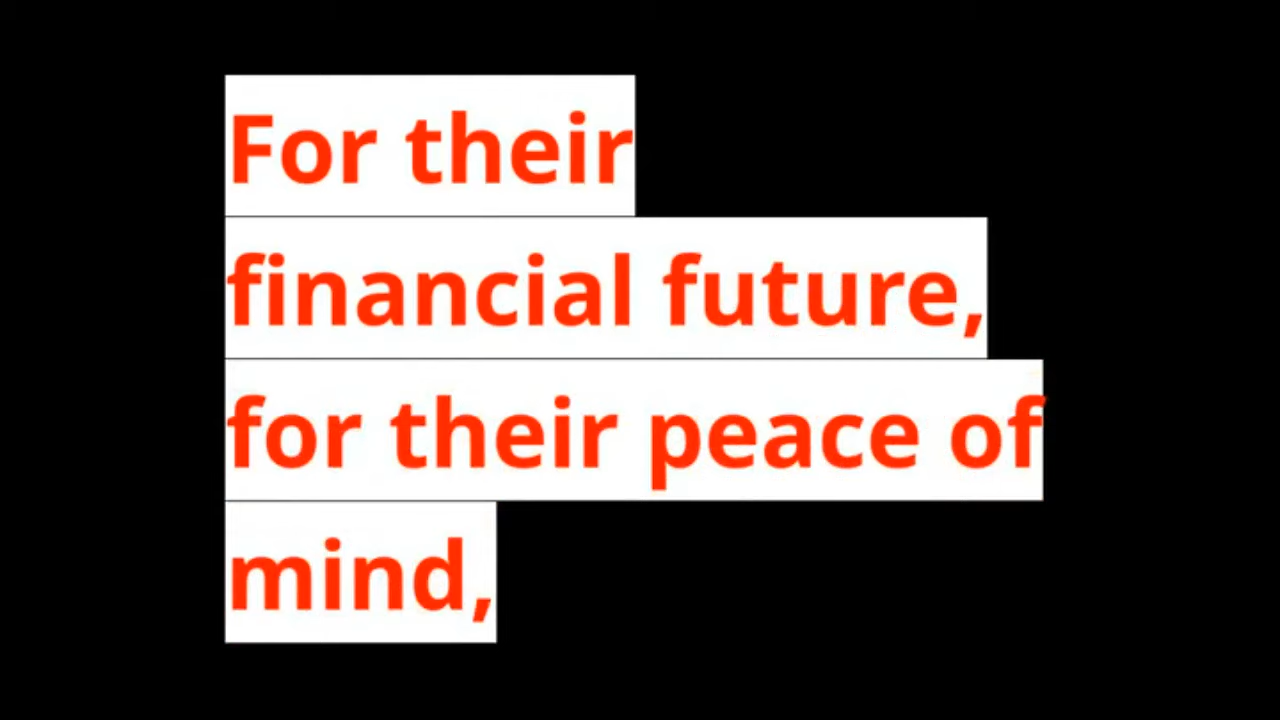 For their
financial future,
for their peace of
mind,